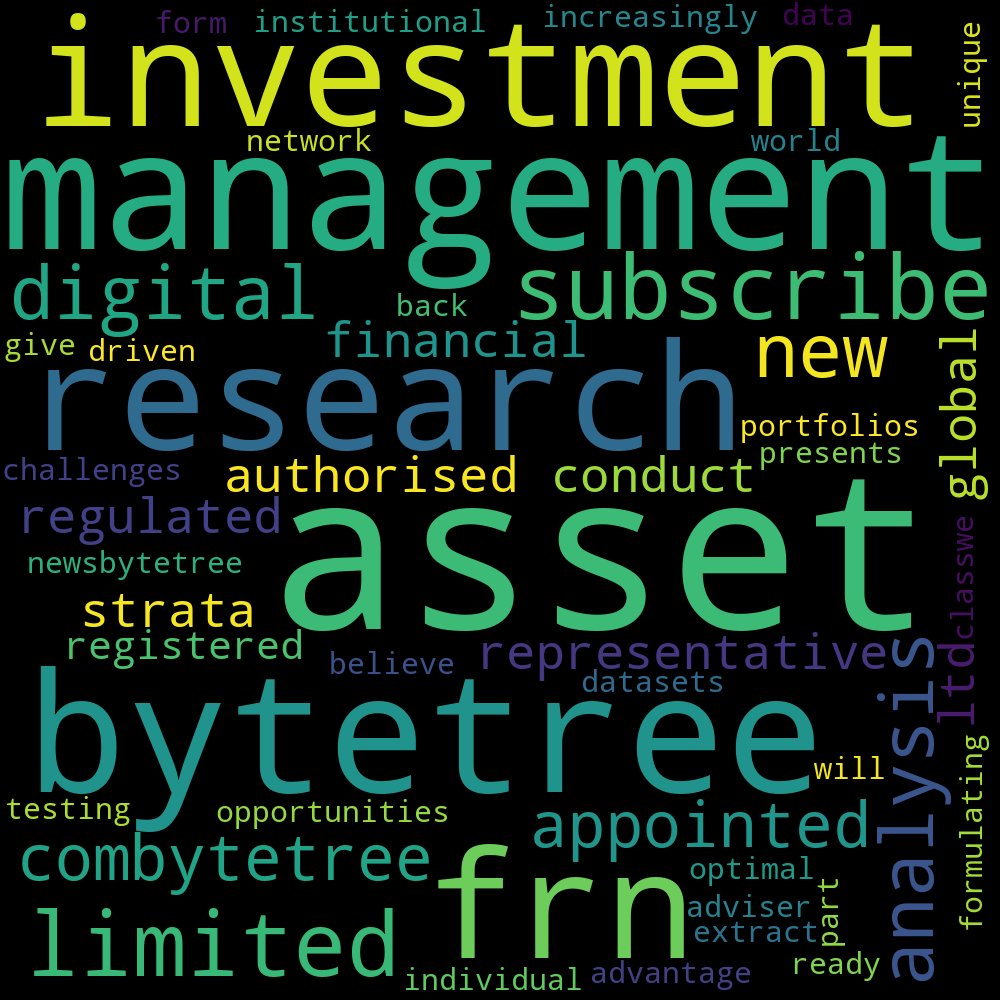 form institutional increasingly data
investment
unique
network world
management
digital subscribe
back
give driven financial new
global
research
portfolios
presents
challenges authorised conduct
regulated asset
newsbytetree
classwe
strata
registered believe representative
ltd
datasets
bytetree
analysis
will
formulating
testing opportunities appointed
combytetree frn optimal
adviser
part
extract
limited
individual advantage ready